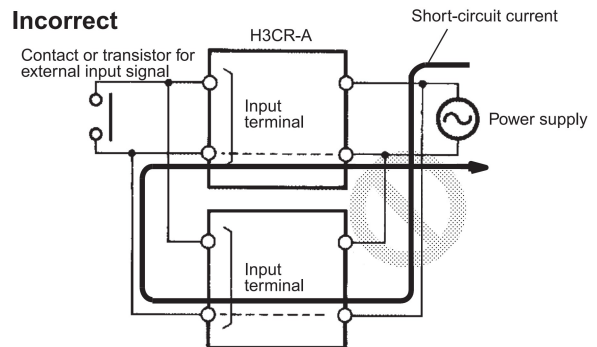 Incorrect
Short-circuit current
H3CR-A
Contact or transistor for
external input signal
Input
terminal
Power supply
Input
terminal